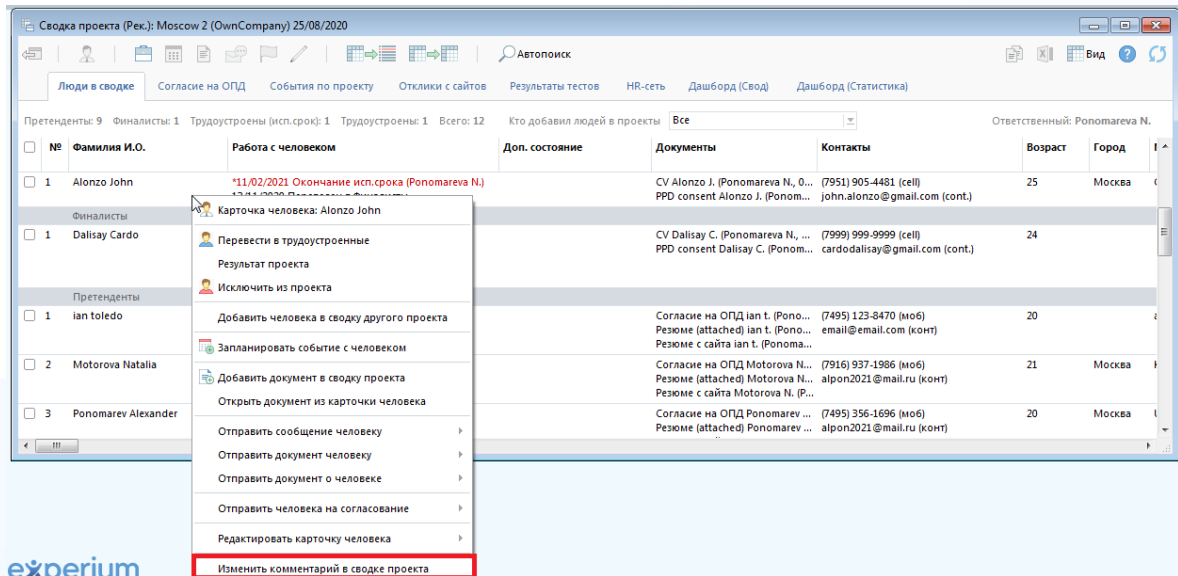 Сводка проекта (Рек.): Moscow 2 (OwnCompany) 25/08/2020
Автопоиск Вид
Люди в сводке Согласие на ОПД События по проекту Отклики с сайтов Результаты тестов HR-сеть Дашборд (Свод) Дашборд (Статистика)
Претенденты: 9 Финалисты: 1 Трудоустроены (исп.срок): 1 Трудоустроены: 1 Всего: 12 Кто добавил людей в проекты Все Ответственный: Ponomareva N.
№ Фамилия И.О. Работа с человеком Доп. состояние Документы Контакты Возраст Город
1 Alonzo John *11/02/2021 Окончание исп.срока (Ponomareva N.) CV Alonzo J. (Ponomareva N., 0... (7951) 905-4481 (cell) 25 Москва
PPD consent Alonzo J. (Ponom... john.alonzo@gmail.com (cont.)
Карточка человека: Alonzo John
Финалисты
1 Dalisay Cardo CV Dalisay C. (Ponomareva N., ... (7999) 999-9999 (cell) 24
PPD consent Dalisay C. (Ponom... cardodalisay@gmail.com (cont.)
Перевести в трудоустроенные
Результат проекта
Исключить из проекта
Претенденты
1 ian toledo Согласие на ОПД ian t. (Pono... (7495) 123-8470 (моб) 20
Резюме (attached) ian t. (Pono... email@email.com (конт)
Резюме с сайта ian t. (Ponoma...
Добавить человека в сводку другого проекта
Запланировать событие с человеком
2 Motorova Natalia Согласие на ОПД Motorova N... (7916) 937-1986 (моб) 21 Москва
Резюме (attached) Motorova N... alpon2021@mail.ru (конт)
Резюме с сайта Motorova N. (P...
Добавить документ в сводку проекта
Открыть документ из карточки человека
3 Ponomarev Alexander Согласие на ОПД Ponomarev ... (7495) 356-1696 (моб) 20 Москва
Резюме (attached) Ponomarev ... alpon2021@mail.ru (конт)
Отправить сообщение человеку
Отправить документ человеку
Отправить документ о человеке
Отправить человека на согласование
Редактировать карточку человека
Изменить комментарий в сводке проекта
experium